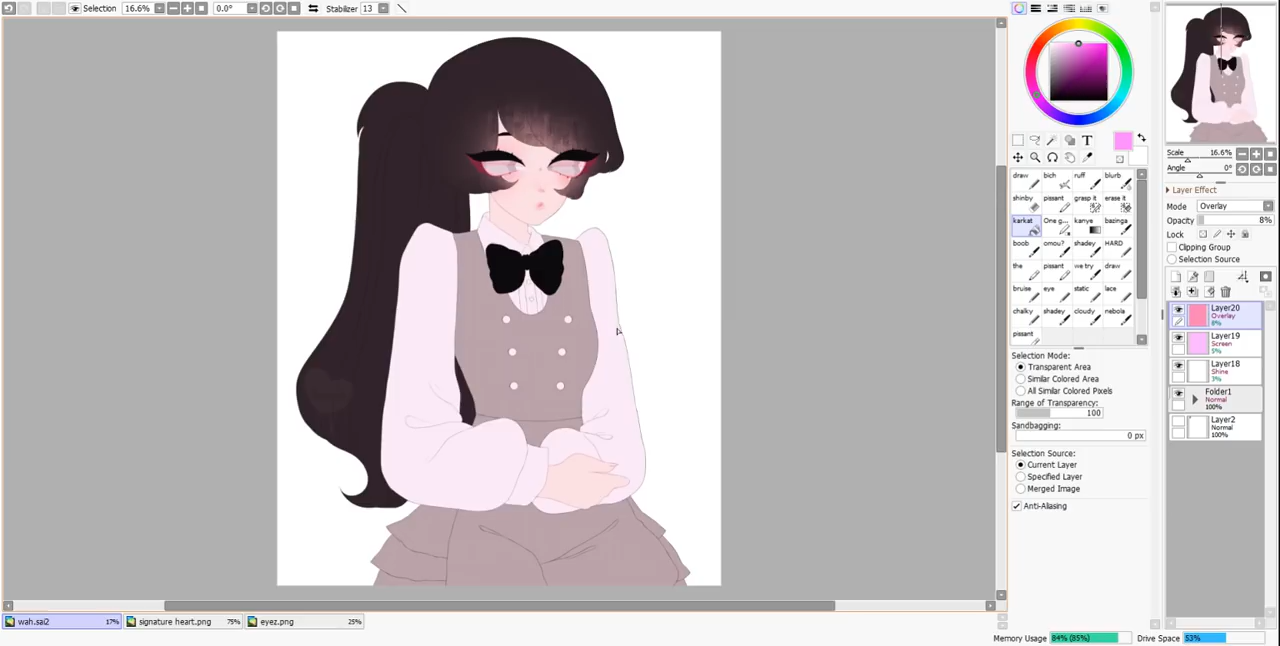 Selection 16.6% 0.0° Stabilizer 13
T
draw bich ruff blurb
shinby pissant grasp it erase it
karkat One g... kanye bazinga
boob omou? shadey HARD
the pissant we try draw
bruise eye static lace
chalky shadey cloudy nebola
pissant
Selection Mode:
Transparent Area
Similar Colored Area
All Similar Colored Pixels
Range of Transparency:
100
Sandbagging:
0 px
Selection Source:
Current Layer
Specified Layer
Merged Image
Anti-Aliasing
Scale 16.6%
Angle 0°
Layer Effect
Mode Overlay
Opacity 8%
Lock
Clipping Group
Selection Source
Layer20
Overlay
8%
Layer19
Screen
5%
Layer18
Shine
3%
Folder1
Normal
100%
Layer2
Normal
100%
wah.sai2 17% signature heart.png 75% eyez.png 25%
Memory Usage 84% (85%) Drive Space 53%